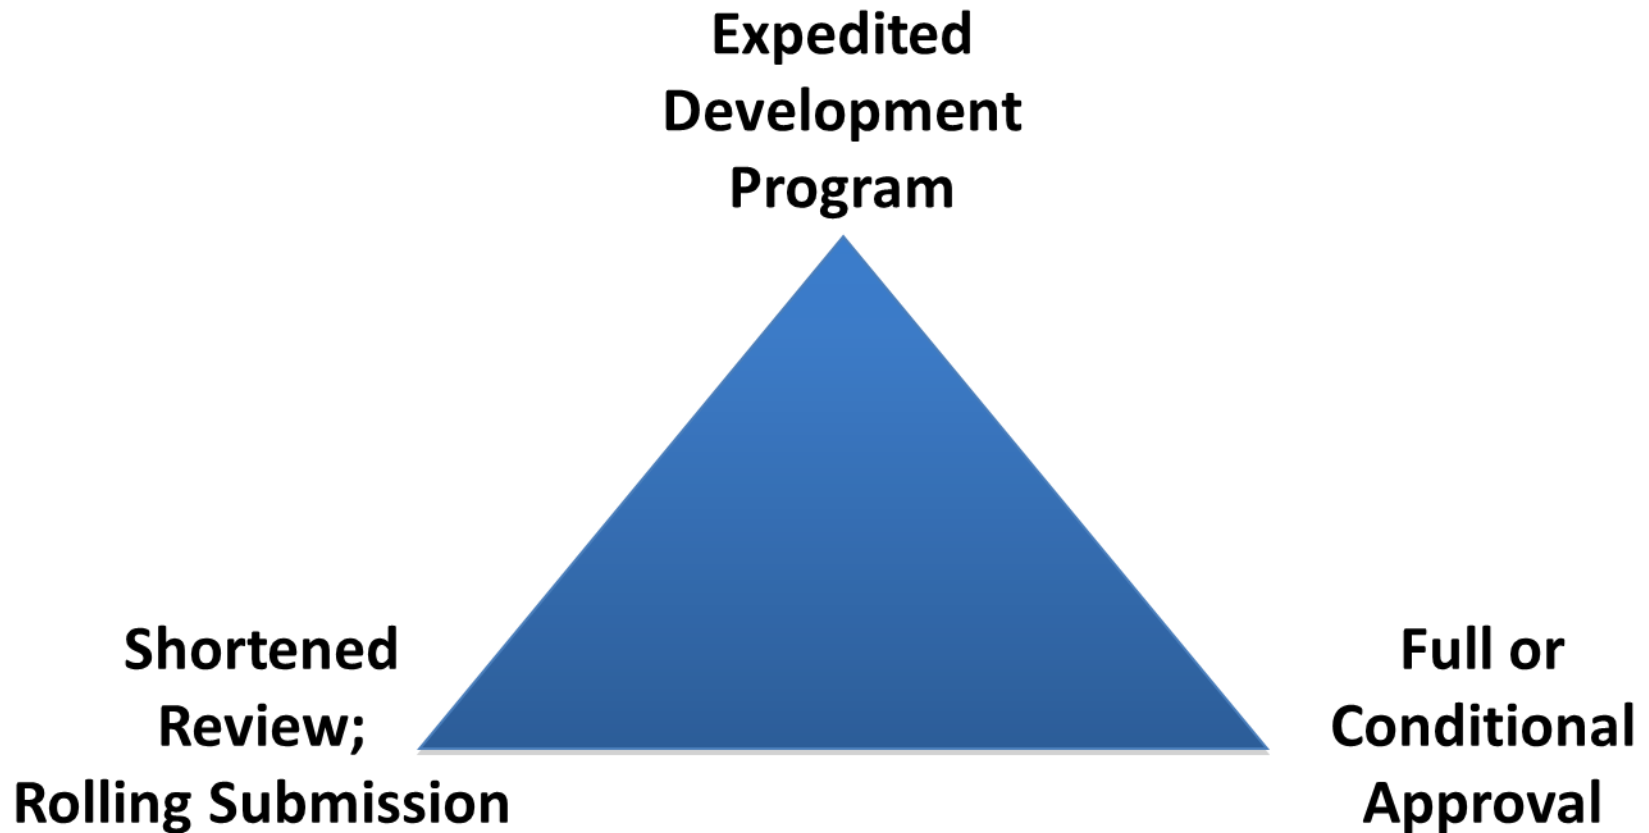 Expedited
Development
Program
Shortened
Review;
Rolling Submission
Full or
Conditional
Approval